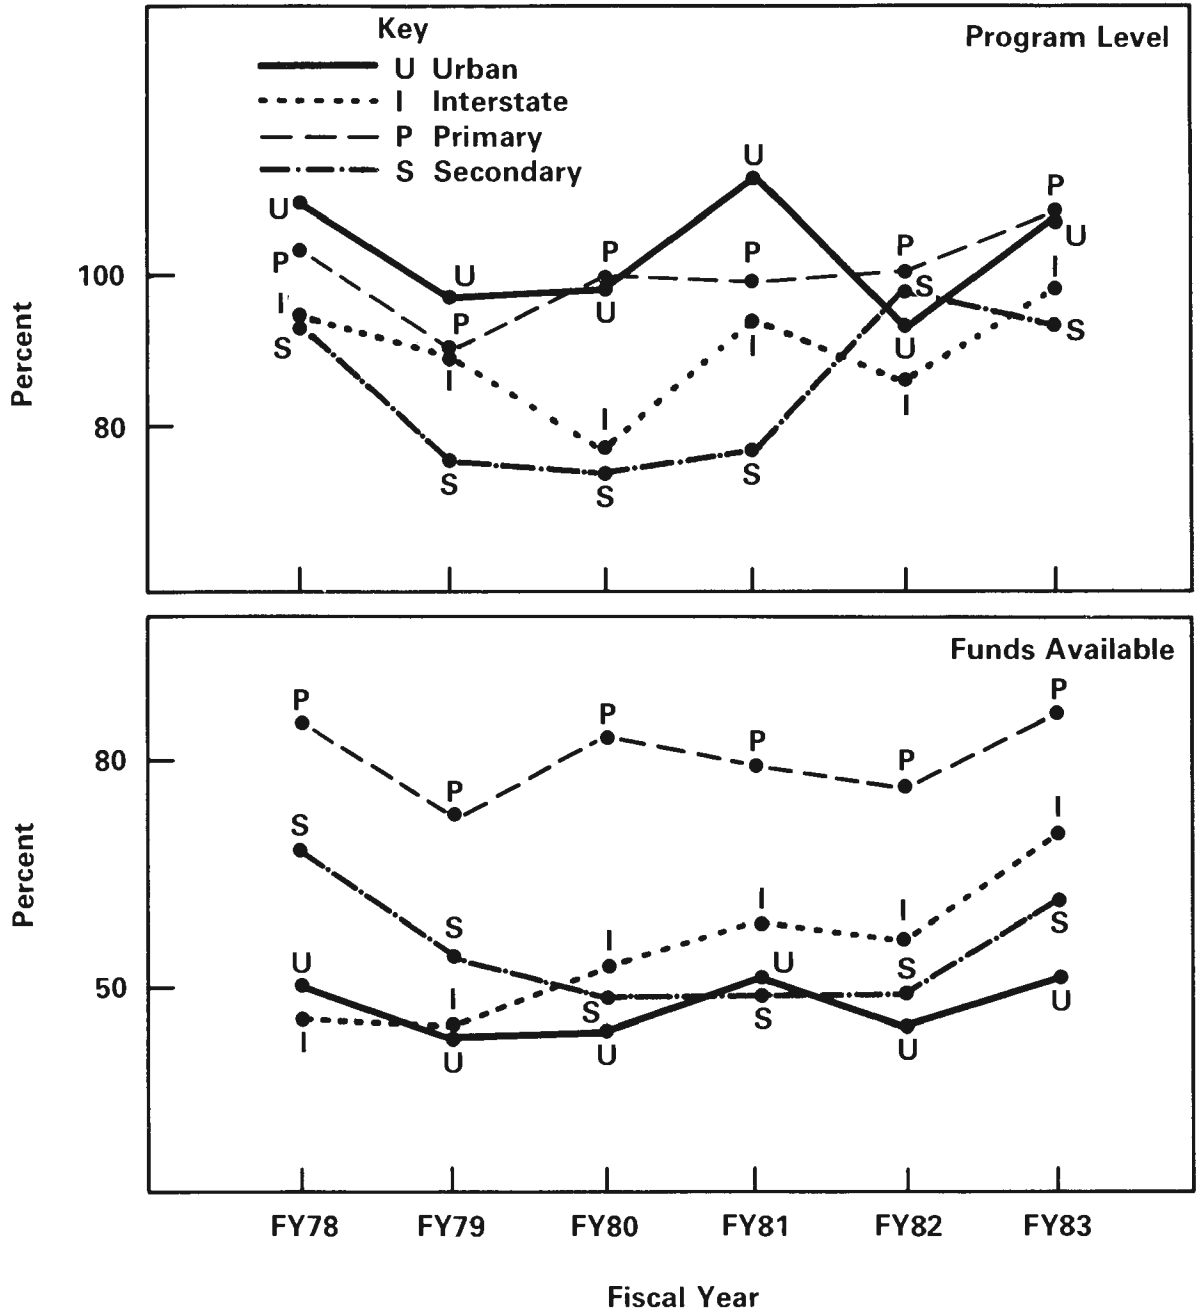 Key
Program Level
U Urban
I Interstate
P Primary
S Secondary
U
P
I
S
U
P
I
S
P
U
I
S
U
P
I
S
P
S
U
I
P
U
I
S
100
80
Percent
Funds Available
P
S
U
I
P
S
I
U
P
I
S
U
P
I
U
S
P
I
S
U
P
I
S
U
80
50
Percent
FY78 FY79 FY80 FY81 FY82 FY83
Fiscal Year